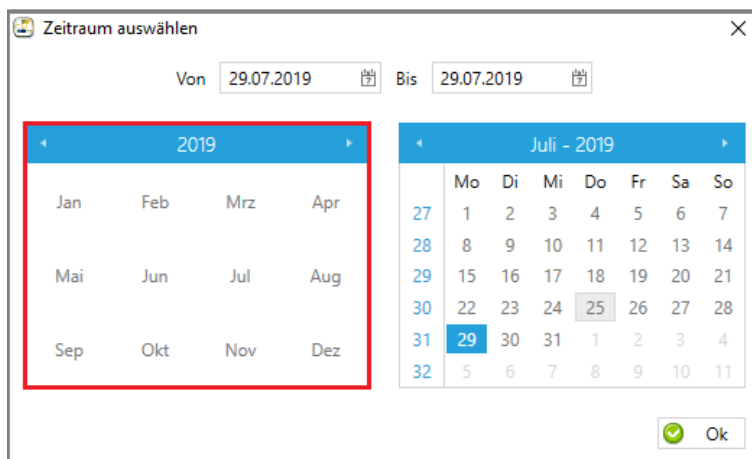 Zeitraum auswählen
Von 29.07.2019 Bis 29.07.2019
2019
Jan Feb Mrz Apr
Mai Jun Jul Aug
Sep Okt Nov Dez
Juli - 2019
Mo Di Mi Do Fr Sa So
27 1 2 3 4 5 6 7
28 8 9 10 11 12 13 14
29 15 16 17 18 19 20 21
30 22 23 24 25 26 27 28
31 29 30 31 1 2 3 4
32 5 6 7 8 9 10 11
Ok